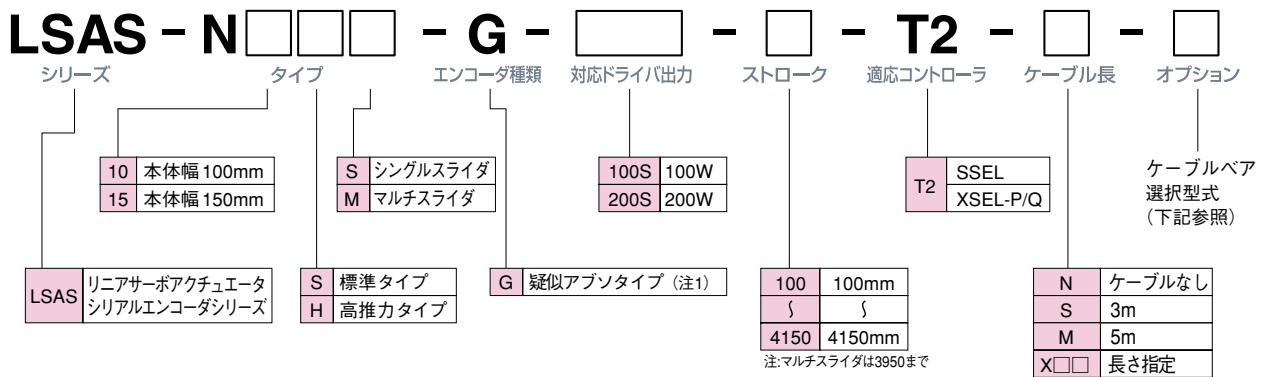 LSAS - N□□□ - G - □ - □ - T2 - □ - □
シリーズ タイプ エンコーダ種類 対応ドライバ出力 ストローク 適応コントローラ ケーブル長 オプション
10 本体幅100mm
15 本体幅150mm
S シングルスライダ
M マルチスライダ
100S 100W
200S 200W
T2 SSEL
XSEL-P/Q
ケーブルベア
選択型式
(下記参照)
LSAS リニアサーボアクチュエータ
シリアルエンコーダシリーズ
S 標準タイプ
H 高推力タイプ
G 疑似アブソタイプ(注1)
100 100mm
〜 〜
4150 4150mm
注:マルチスライダは3950まで
N ケーブルなし
S 3m
M 5m
X□□ 長さ指定